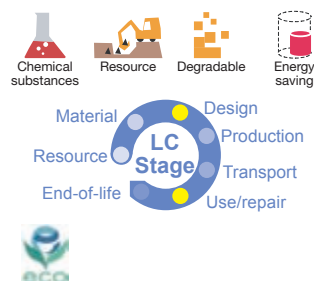 Chemical
substances
Resource
Degradable
Energy
saving
Material
Resource
End-of-life
LC
Stage
Design
Production
Transport
Use/repair
eco